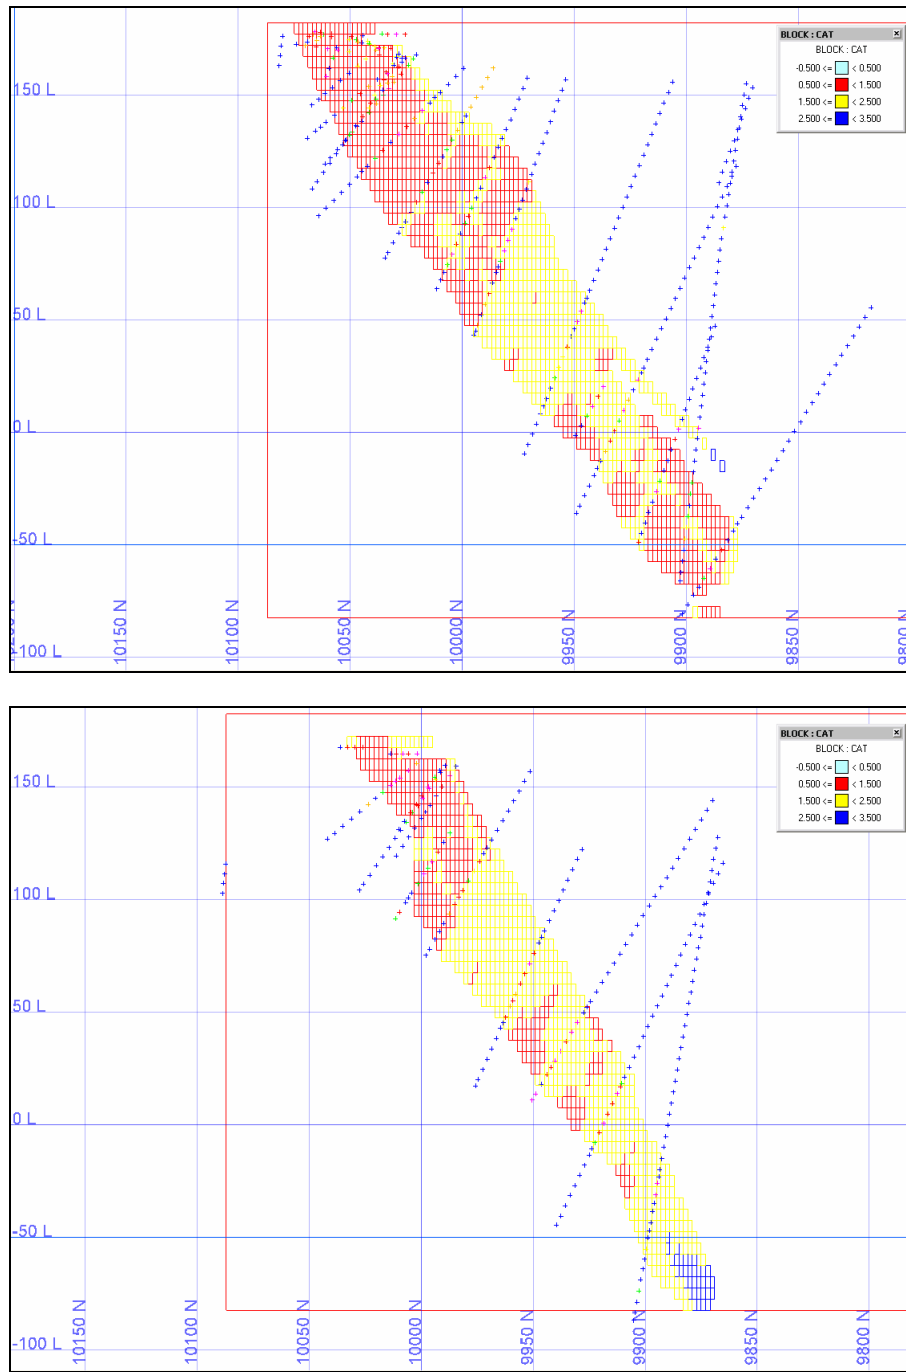 BLOCK : CAT
BLOCK : CAT
-0.500 <= < 0.500
0.500 <= < 1.500
1.500 <= < 2.500
2.500 <= < 3.500
150 L
100 L
50 L
0 L
-50 L
-100 L
10150 N
10100 N
10050 N
10000 N
9950 N
9900 N
9850 N
BLOCK : CAT
BLOCK : CAT
-0.500 <= < 0.500
0.500 <= < 1.500
1.500 <= < 2.500
2.500 <= < 3.500
150 L
100 L
50 L
0 L
-50 L
-100 L
10150 N
10100 N
10050 N
10000 N
9950 N
9900 N
9850 N
9800 N